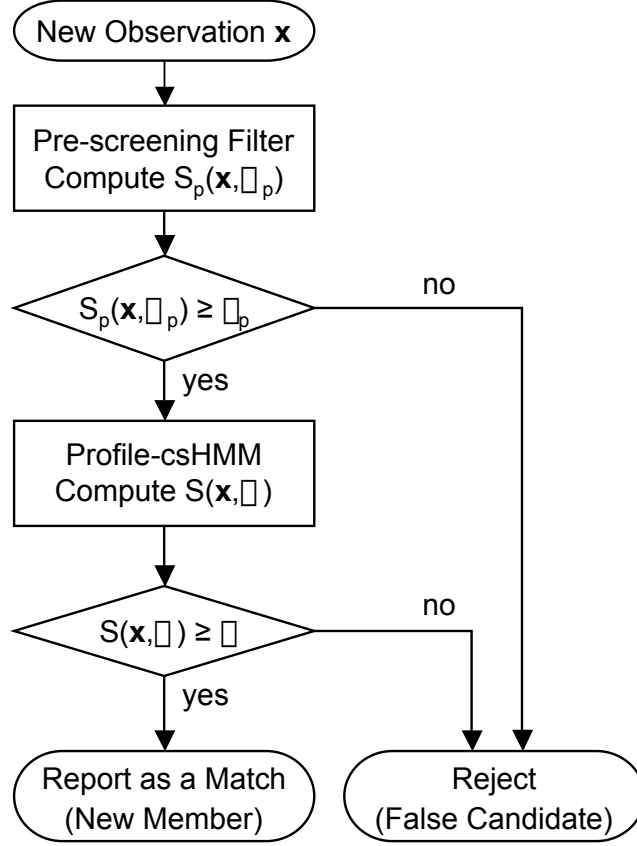 New Observation x
Pre-screening Filter
Compute Sp(x,▯p)
Sp(x,▯p) ≥ ▯p
no
yes
Profile-csHMM
Compute S(x,▯)
S(x,▯) ≥ ▯
no
yes
Report as a Match
(New Member)
Reject
(False Candidate)